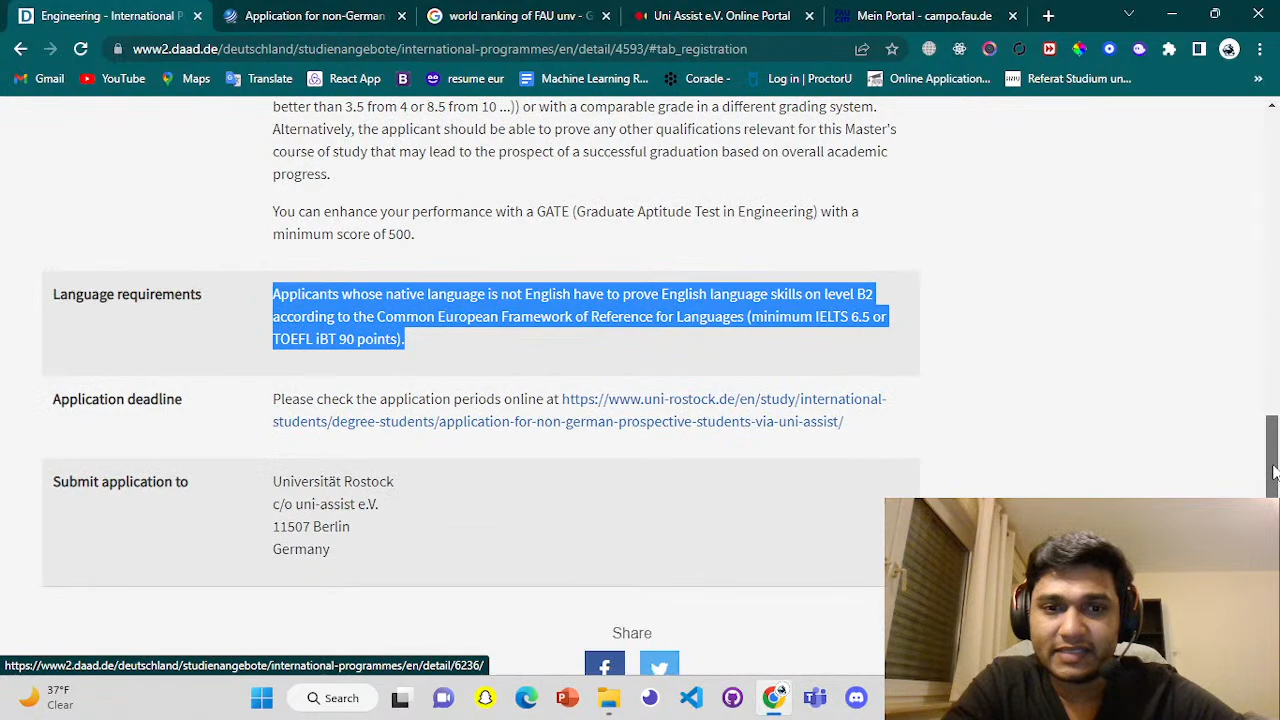 Engineering - International P
Application for non-German
world ranking of FAU unv - G
Uni Assist e.V. Online Portal
Mein Portal - campo.fau.de
www2.daad.de/deutschland/studienangebote/international-programmes/en/detail/4593/#tab_registration
Gmail
YouTube
Maps
Translate
React App
resume eur
Machine Learning R...
Coracle -
Log in | ProctorU
Online Application...
Referat Studium un...
better than 3.5 from 4 or 8.5 from 10 ...)) or with a comparable grade in a different grading system.
Alternatively, the applicant should be able to prove any other qualifications relevant for this Master's
course of study that may lead to the prospect of a successful graduation based on overall academic
progress.
You can enhance your performance with a GATE (Graduate Aptitude Test in Engineering) with a
minimum score of 500.
Language requirements
Applicants whose native language is not English have to prove English language skills on level B2
according to the Common European Framework of Reference for Languages (minimum IELTS 6.5 or
TOEFL iBT 90 points).
Application deadline
Please check the application periods online at https://www.uni-rostock.de/en/study/international-
students/degree-students/application-for-non-german-prospective-students-via-uni-assist/
Submit application to
Universität Rostock
c/o uni-assist e.V.
11507 Berlin
Germany
Share
https://www2.daad.de/deutschland/studienangebote/international-programmes/en/detail/6236/
37°F
Clear
Search